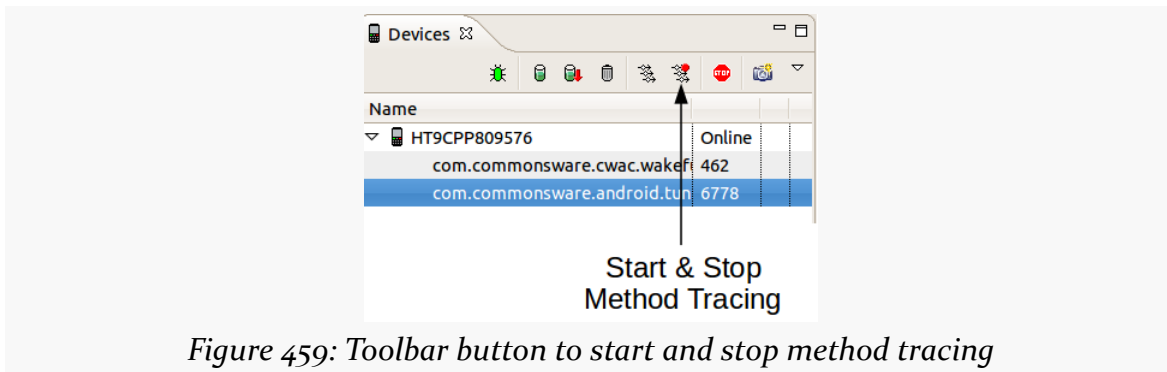 Devices
STOP
Name
HT9CPP809576 Online
com.commonsware.cwac.wakef 462
com.commonsware.android.tun 6778
Start & Stop
Method Tracing
Figure 459: Toolbar button to start and stop method tracing